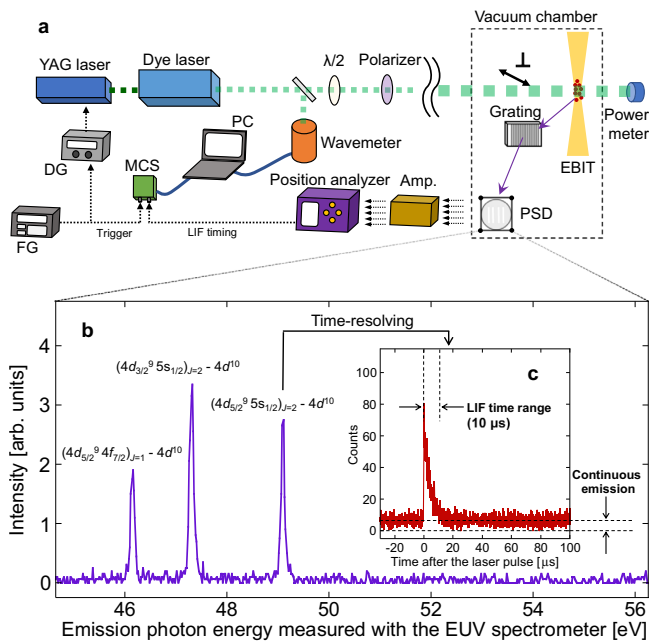 a
Vacuum chamber
YAG laser
Dye laser
λ/2
Polarizer
⊥
Grating
Power
meter
PC
DG
MCS
Wavemeter
EBIT
Position analyzer
Amp.
PSD
FG
Trigger
LIF timing
b
Time-resolving
c
(4d3/2⁹ 5s1/2)J=2 - 4d¹⁰
(4d5/2⁹ 5s1/2)J=2 - 4d¹⁰
(4d5/2⁹ 4f7/2)J=1 - 4d¹⁰
LIF time range
(10 μs)
Continuous
emission
Counts
100
80
60
40
20
0
-20 0 20 40 60 80 100
Time after the laser pulse [μs]
Intensity [arb. units]
4
3
2
1
0
46 48 50 52 54 56
Emission photon energy measured with the EUV spectrometer [eV]